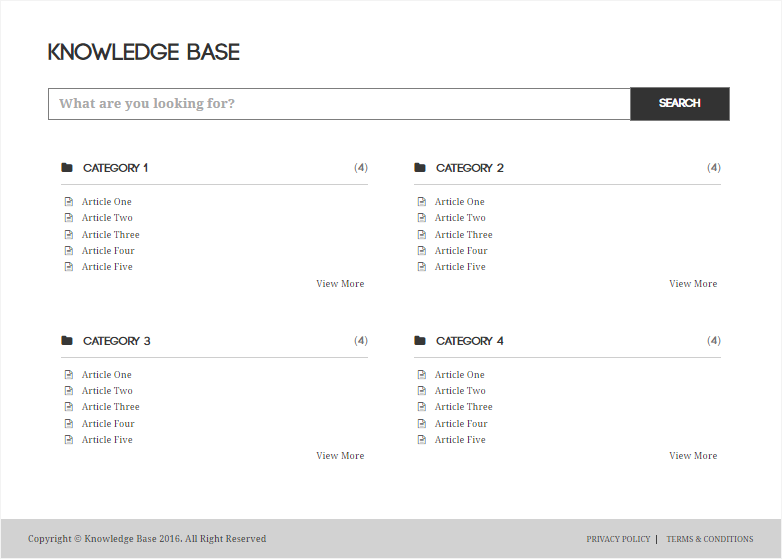 KNOWLEDGE BASE
What are you looking for? SEARCH
CATEGORY 1 (4)
Article One
Article Two
Article Three
Article Four
Article Five
View More
CATEGORY 2 (4)
Article One
Article Two
Article Three
Article Four
Article Five
View More
CATEGORY 3 (4)
Article One
Article Two
Article Three
Article Four
Article Five
View More
CATEGORY 4 (4)
Article One
Article Two
Article Three
Article Four
Article Five
View More
Copyright © Knowledge Base 2016. All Right Reserved PRIVACY POLICY | TERMS & CONDITIONS